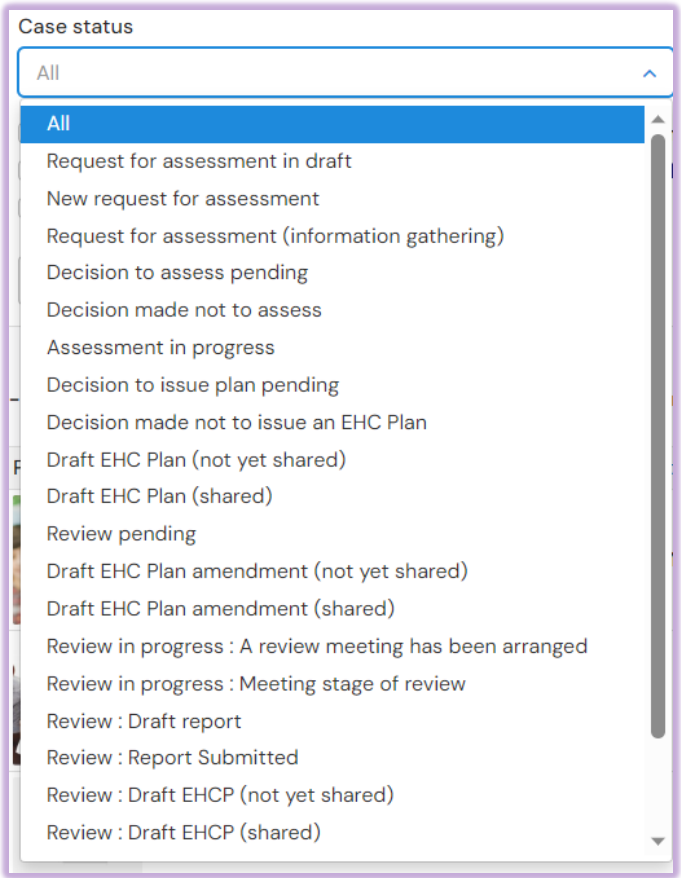 Case status
All
All
Request for assessment in draft
New request for assessment
Request for assessment (information gathering)
Decision to assess pending
Decision made not to assess
Assessment in progress
Decision to issue plan pending
Decision made not to issue an EHC Plan
Draft EHC Plan (not yet shared)
Draft EHC Plan (shared)
Review pending
Draft EHC Plan amendment (not yet shared)
Draft EHC Plan amendment (shared)
Review in progress : A review meeting has been arranged
Review in progress : Meeting stage of review
Review : Draft report
Review : Report Submitted
Review : Draft EHCP (not yet shared)
Review : Draft EHCP (shared)